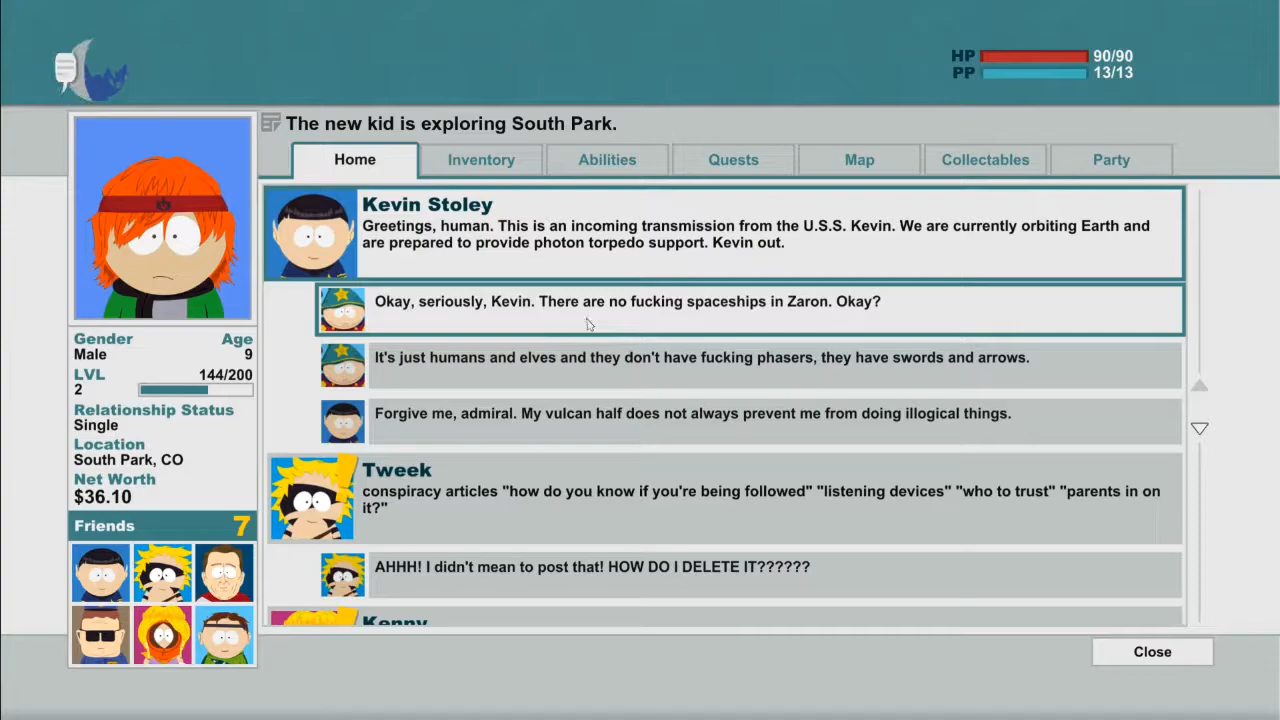 HP 90/90
PP 13/13
The new kid is exploring South Park.
Home Inventory Abilities Quests Map Collectables Party
Gender Age
Male 9
LVL 144/200
2
Relationship Status
Single
Location
South Park, CO
Net Worth
$36.10
Friends 7
Kevin Stoley
Greetings, human. This is an incoming transmission from the U.S.S. Kevin. We are currently orbiting Earth and
are prepared to provide photon torpedo support. Kevin out.
Okay, seriously, Kevin. There are no fucking spaceships in Zaron. Okay?
It's just humans and elves and they don't have fucking phasers, they have swords and arrows.
Forgive me, admiral. My vulcan half does not always prevent me from doing illogical things.
Tweek
conspiracy articles "how do you know if you're being followed" "listening devices" "who to trust" "parents in on
it?"
AHHH! I didn't mean to post that! HOW DO I DELETE IT??????
Kenny
Close